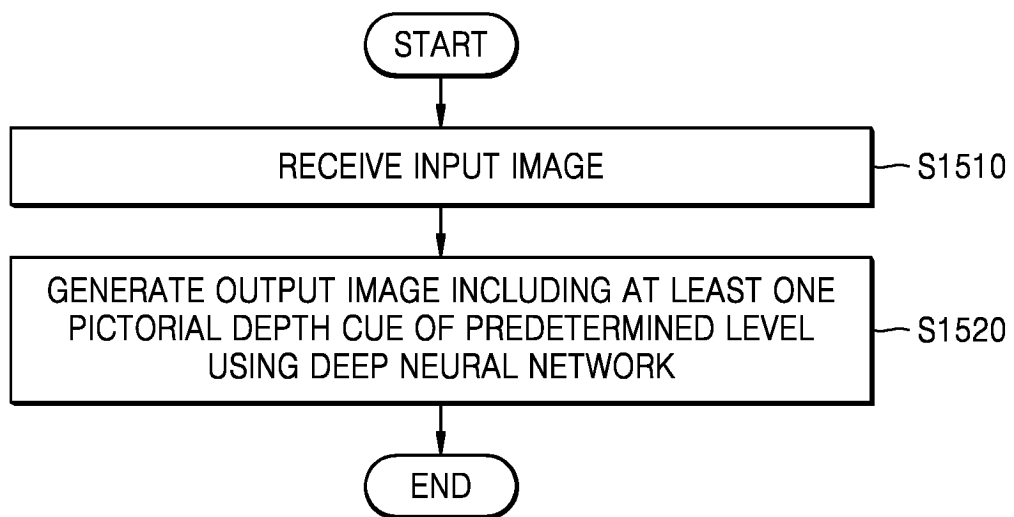 START
RECEIVE INPUT IMAGE
S1510
GENERATE OUTPUT IMAGE INCLUDING AT LEAST ONE
PICTORIAL DEPTH CUE OF PREDETERMINED LEVEL
USING DEEP NEURAL NETWORK
S1520
END